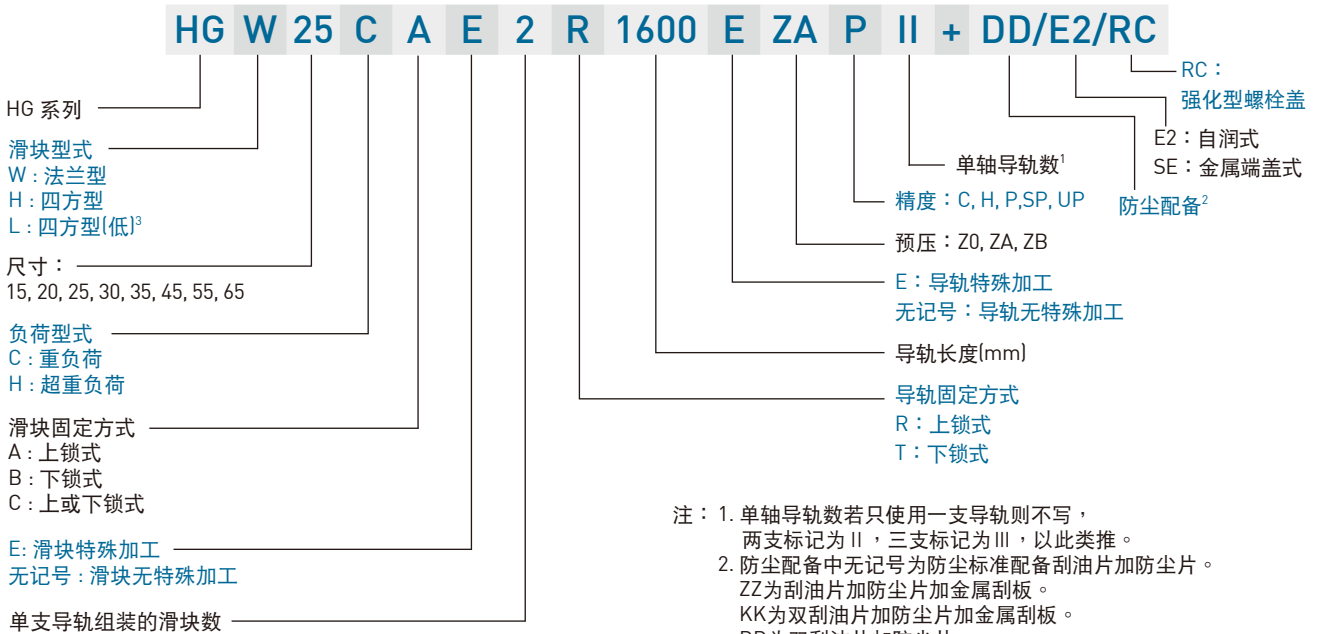 HG W 25 C A E 2 R 1600 E ZA P II + DD/E2/RC
HG 系列
滑块型式
W : 法兰型
H : 四方型
L : 四方型(低)3
尺寸：
15, 20, 25, 30, 35, 45, 55, 65
负荷型式
C : 重负荷
H : 超重负荷
滑块固定方式
A : 上锁式
B : 下锁式
C : 上或下锁式
E: 滑块特殊加工
无记号 : 滑块无特殊加工
单支导轨组装的滑块数
RC：
强化型螺栓盖
E2：自润式
SE：金属端盖式
防尘配备2
单轴导轨数1
精度：C, H, P,SP, UP
预压：Z0, ZA, ZB
E：导轨特殊加工
无记号：导轨无特殊加工
导轨长度(mm)
导轨固定方式
R：上锁式
T：下锁式
注：1. 单轴导轨数若只使用一支导轨则不写，
两支标记为Ⅱ，三支标记为Ⅲ，以此类推。
2. 防尘配备中无记号为防尘标准配备刮油片加防尘片。
ZZ为刮油片加防尘片加金属刮板。
KK为双刮油片加防尘片加金属刮板。